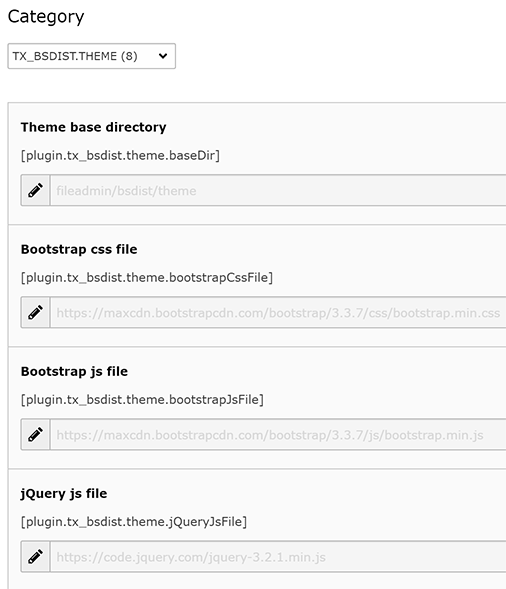 Category
TX_BSDIST.THEME (8)
Theme base directory
[plugin.tx_bsdist.theme.baseDir]
fileadmin/bsdist/theme
Bootstrap css file
[plugin.tx_bsdist.theme.bootstrapCssFile]
https://maxcdn.bootstrapcdn.com/bootstrap/3.3.7/css/bootstrap.min.css
Bootstrap js file
[plugin.tx_bsdist.theme.bootstrapJsFile]
https://maxcdn.bootstrapcdn.com/bootstrap/3.3.7/js/bootstrap.min.js
jQuery js file
[plugin.tx_bsdist.theme.jQueryJsFile]
https://code.jquery.com/jquery-3.2.1.min.js